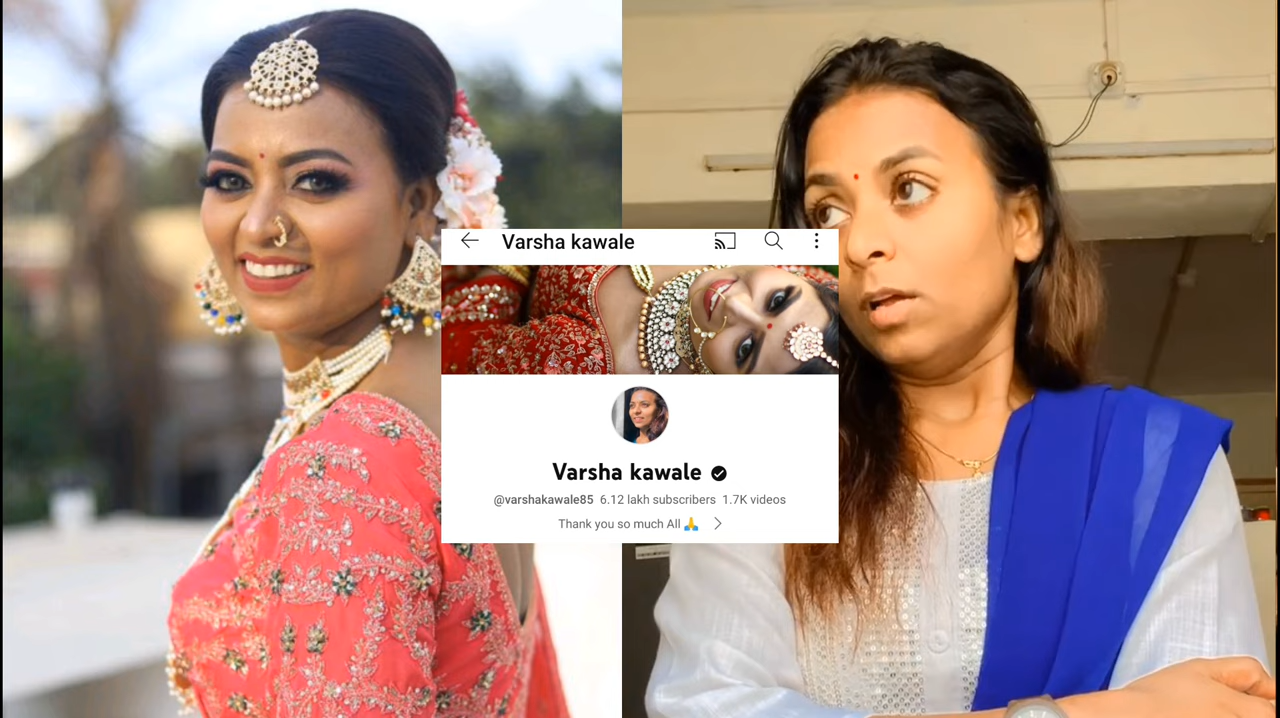 Varsha kawale
Varsha kawale
@varshakawale85 6.12 lakh subscribers 1.7K videos
Thank you so much All 🙏